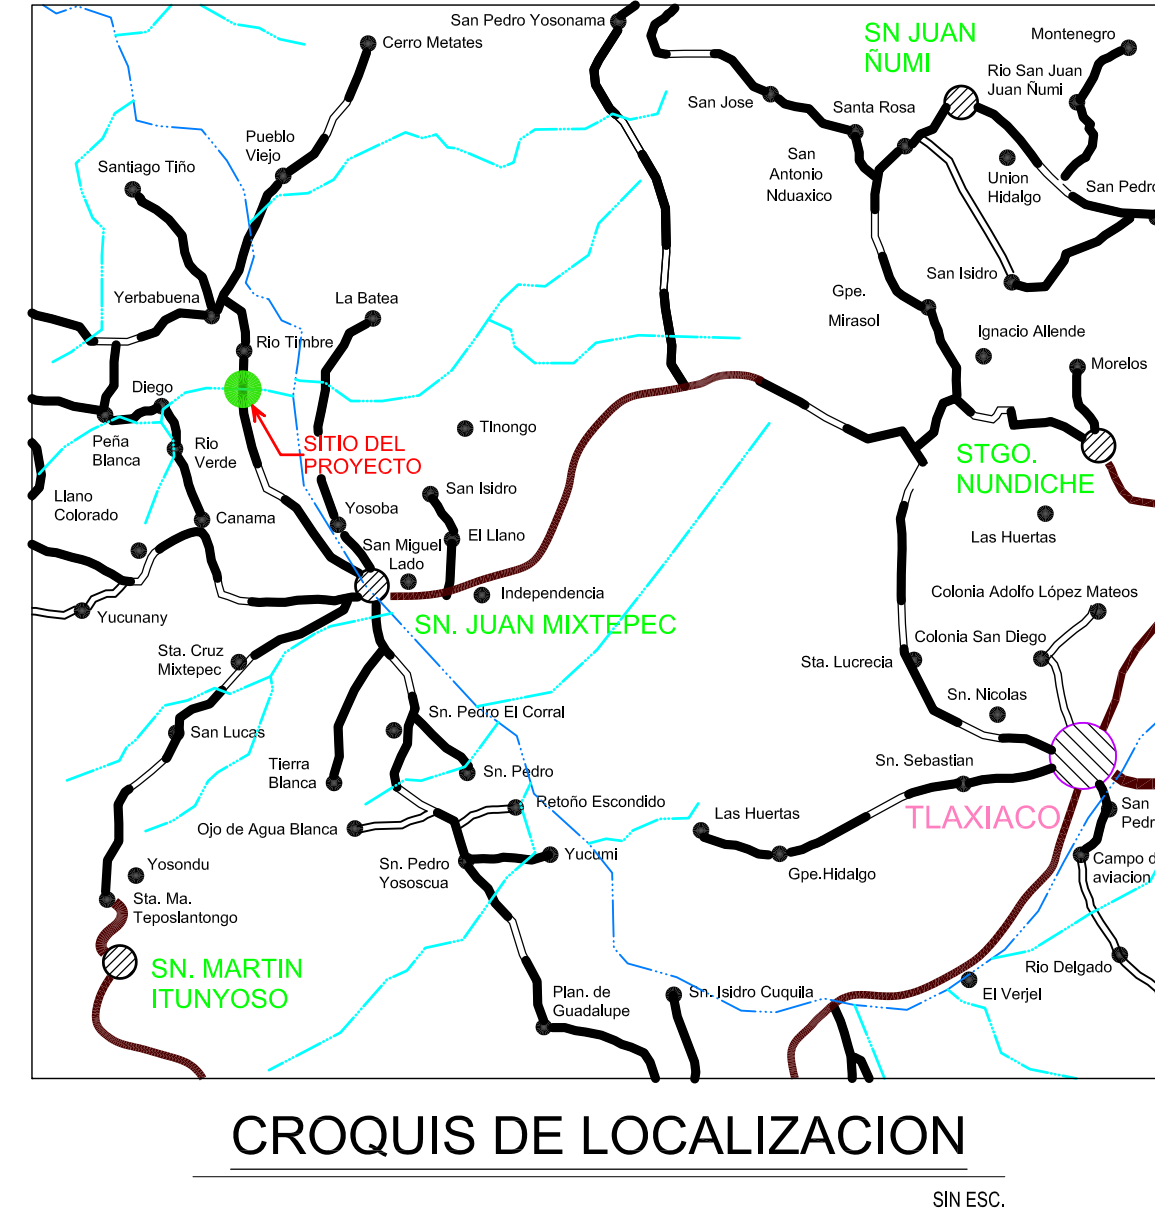 San Pedro Yosonama
Cerro Metates
SN JUAN
ÑUMI
Montenegro
Rio San Juan
Juan Ñumi
San Jose
Santa Rosa
Pueblo
Viejo
Santiago Tiño
San
Antonio
Nduaxico
Union
Hidalgo
San Pedro
San Isidro
Yerbabuena
La Batea
Gpe.
Mirasol
Ignacio Allende
Rio Timbre
Morelos
Diego
Peña
Blanca
Rio
Verde
SITIO DEL
PROYECTO
TInongo
STGO.
NUNDICHE
Llano
Colorado
Canama
Yosoba
San Isidro
El Llano
San Miguel
Lado
Las Huertas
Independencia
Colonia Adolfo López Mateos
Yucunany
SN. JUAN MIXTEPEC
Colonia San Diego
Sta. Cruz
Mixtepec
Sta. Lucrecia
Sn. Nicolas
Sn. Pedro El Corral
San Lucas
Tierra
Blanca
Sn. Pedro
Sn. Sebastian
Retoño Escondido
Las Huertas
TLAXIACO
San
Pedr
Ojo de Agua Blanca
Sn. Pedro
Yososcua
Yucumi
Gpe.Hidalgo
Campo d
aviacion
Yosondu
Sta. Ma.
Teposlantongo
SN. MARTIN
ITUNYOSO
Rio Delgado
El Verjel
Plan. de
Guadalupe
Sn. Isidro Cuquila
CROQUIS DE LOCALIZACION
SIN ESC.